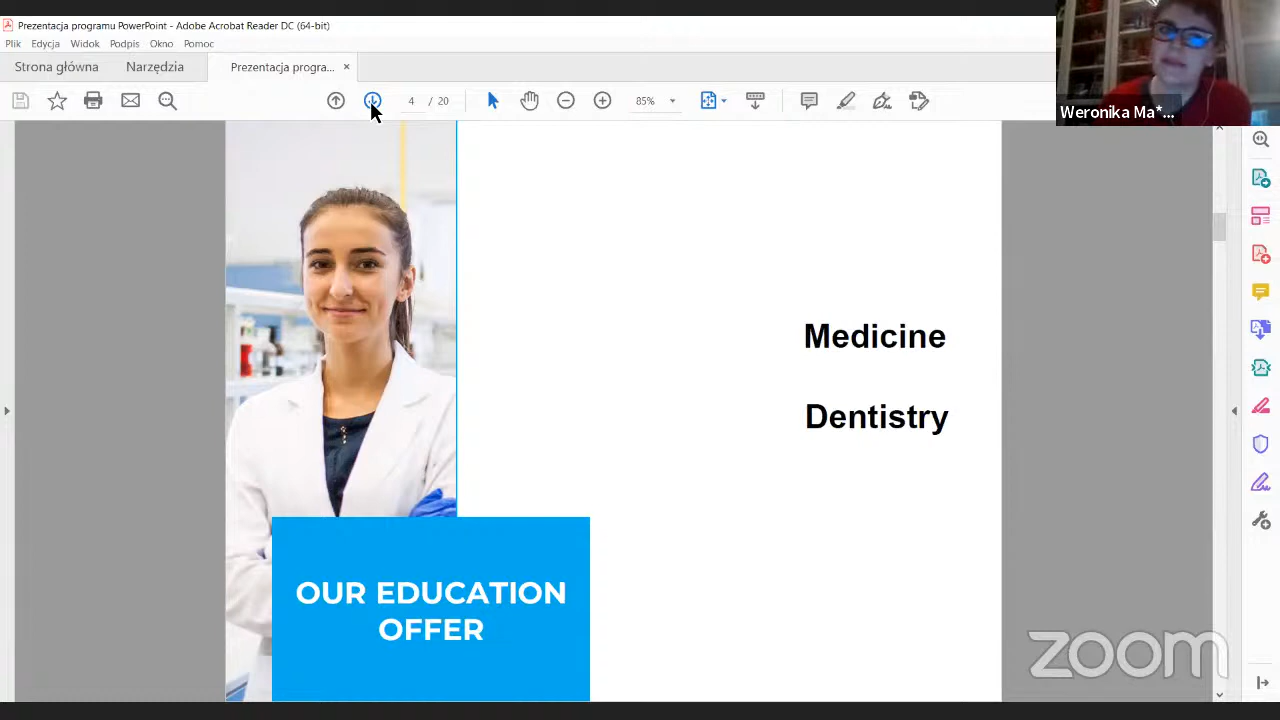 Prezentacja programu PowerPoint - Adobe Acrobat Reader DC (64-bit)
Plik Edycja Widok Podpis Okno Pomoc
Strona główna Narzędzia Prezentacja progra... ×
4 / 20 85%
Weronika Ma*...
Medicine
Dentistry
OUR EDUCATION
OFFER
zoom